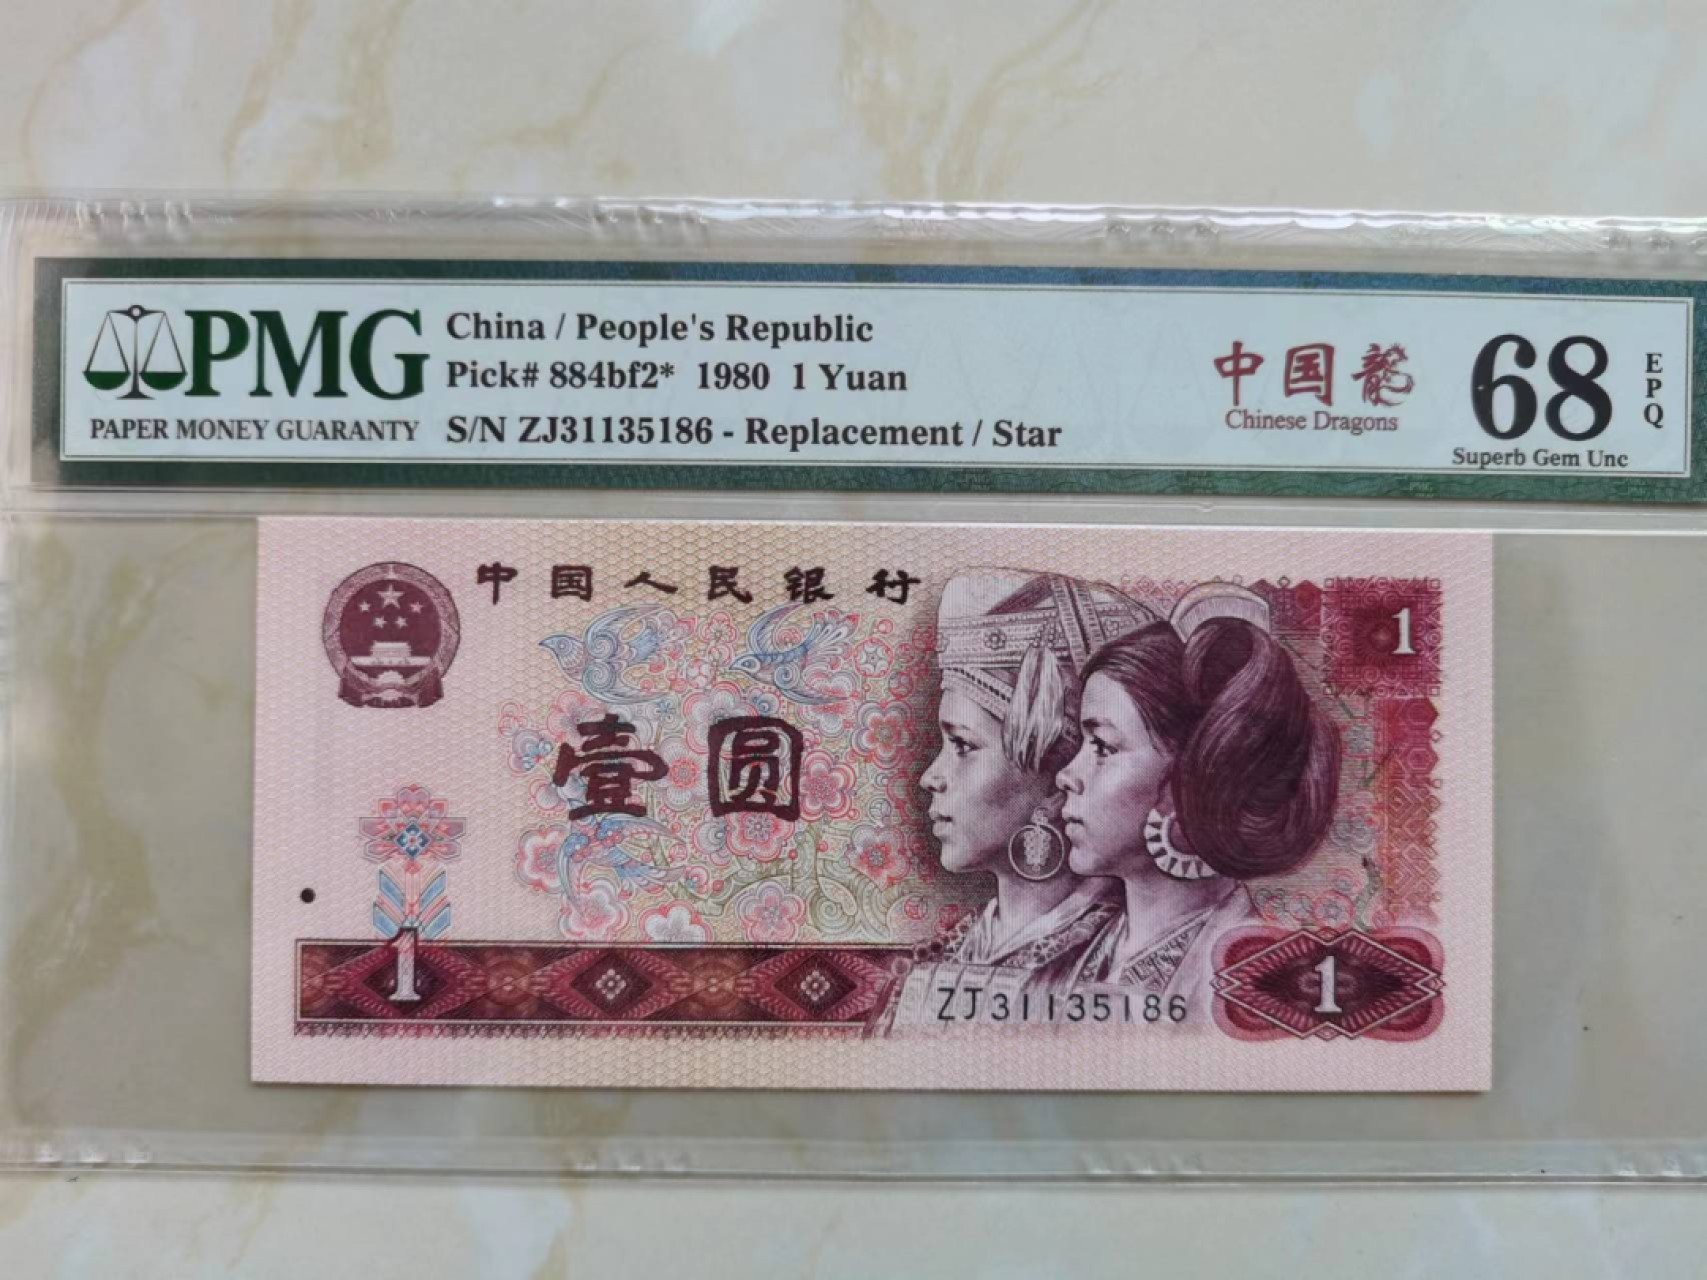 PMG
PAPER MONEY GUARANTY
China / People's Republic
Pick# 884bf2* 1980 1 Yuan
S/N ZJ31135186 - Replacement / Star
中国龍
Chinese Dragons
68
EPQ
Superb Gem Unc
中国人民银行
1
壹圆
1
ZJ31135186
1